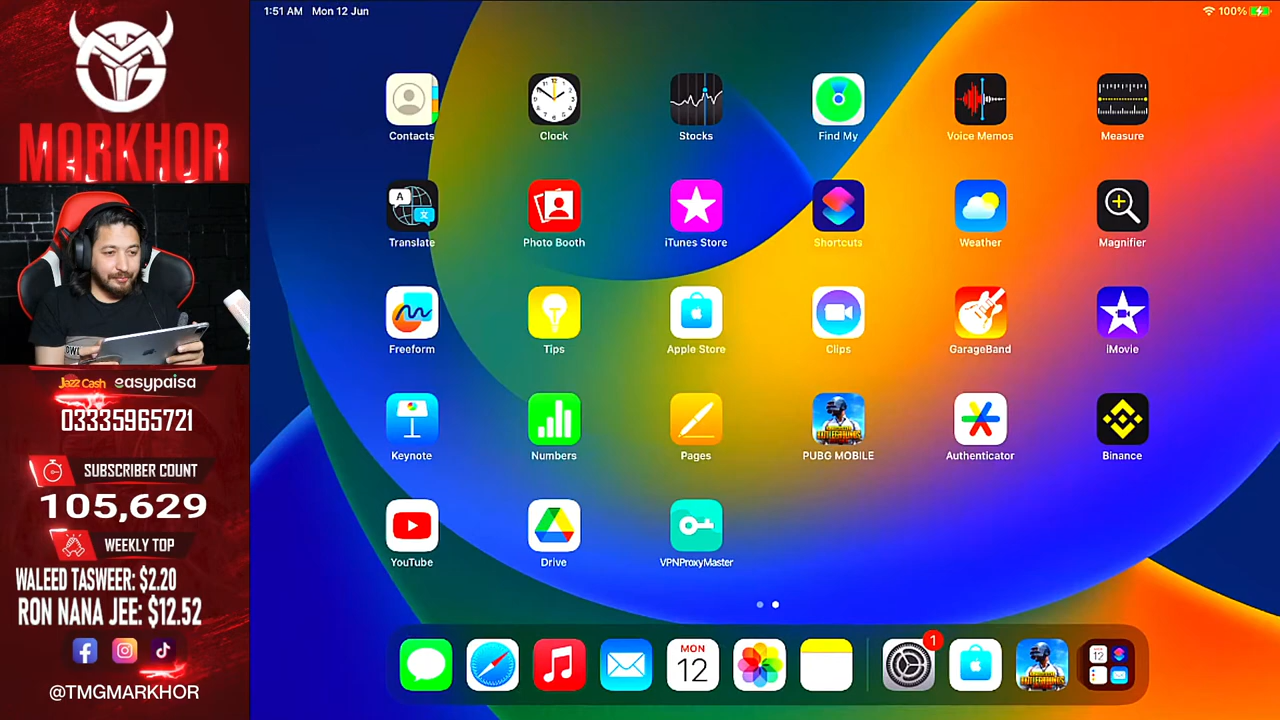 MARKHOR
Jazz Cash easypaisa
03335965721
SUBSCRIBER COUNT
105,629
WEEKLY TOP
WALEED TASWEER: $2.20
RON NANA JEE: $12.52
@TMGMARKHOR
1:51 AM Mon 12 Jun
100%
Contacts
Clock
Stocks
Find My
Voice Memos
Measure
Translate
Photo Booth
iTunes Store
Shortcuts
Weather
Magnifier
Freeform
Tips
Apple Store
Clips
GarageBand
iMovie
Keynote
Numbers
Pages
PUBG MOBILE
Authenticator
Binance
YouTube
Drive
VPNProxyMaster
MON
12
1